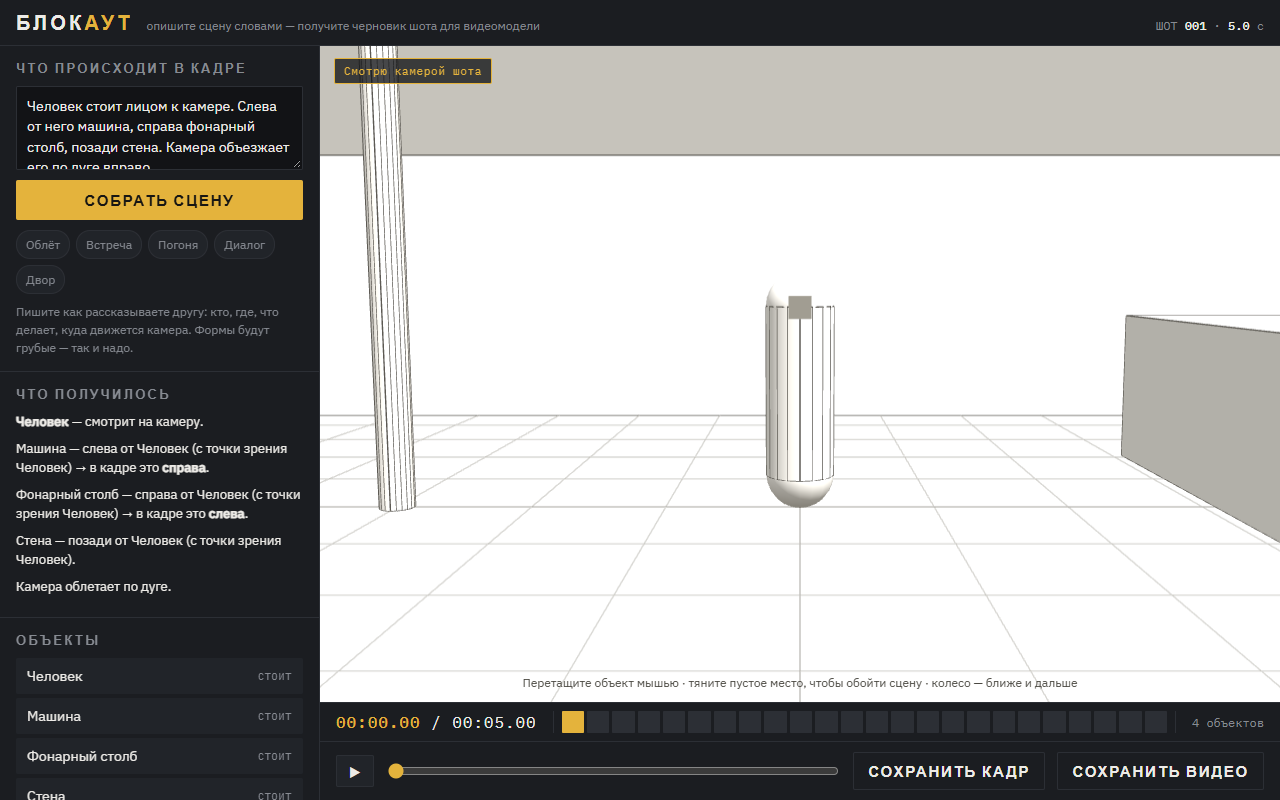 БЛОКАУТ опишите сцену словами — получите черновик шота для видеомодели
ШОТ 001 · 5.0 с
ЧТО ПРОИСХОДИТ В КАДРЕ
Человек стоит лицом к камере. Слева
от него машина, справа фонарный
столб, позади стена. Камера объезжает
его по дуге вправо
СОБРАТЬ СЦЕНУ
Облёт Встреча Погоня Диалог
Двор
Пишите как рассказываете другу: кто, где, что
делает, куда движется камера. Формы будут
грубые — так и надо.
ЧТО ПОЛУЧИЛОСЬ
Человек — смотрит на камеру.
Машина — слева от Человек (с точки зрения
Человек) → в кадре это справа.
Фонарный столб — справа от Человек (с точки
зрения Человек) → в кадре это слева.
Стена — позади от Человек (с точки зрения
Человек).
Камера облетает по дуге.
ОБЪЕКТЫ
Человек стоит
Машина стоит
Фонарный столб стоит
Стена стоит
Смотрю камерой шота
Перетащите объект мышью · тяните пустое место, чтобы обойти сцену · колесо — ближе и дальше
00:00.00 / 00:05.00
4 объектов
СОХРАНИТЬ КАДР
СОХРАНИТЬ ВИДЕО